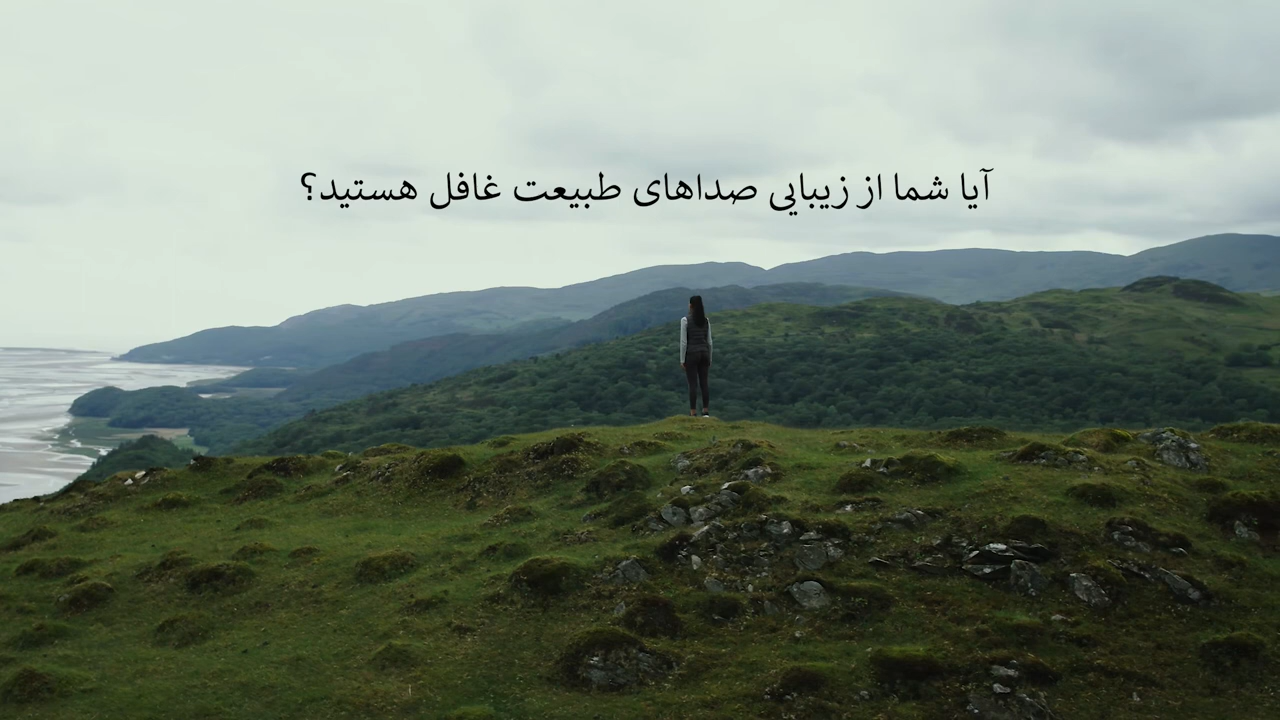 آیا شما از زیبایی صداهای طبیعت غافل هستید؟